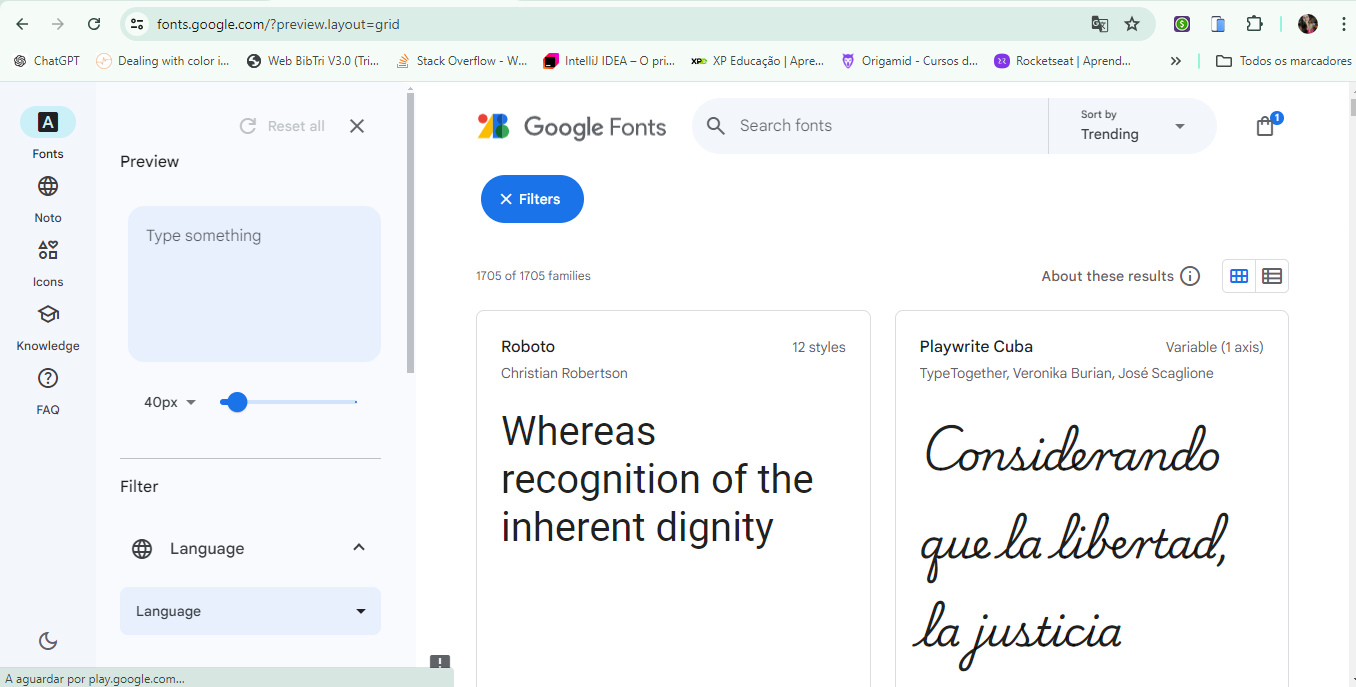 fonts.google.com/?preview.layout=grid
ChatGPT
Dealing with color i...
Web BibTri V3.0 (Tri...
Stack Overflow - W...
IntelliJ IDEA – O pri...
XP Educação | Apre...
Origamid - Cursos d...
Rocketseat | Aprend...
»
Todos os marcadores
A
Fonts
Noto
Icons
Knowledge
FAQ
Reset all
Preview
Type something
40px
Filter
Language
Language
Google Fonts
Search fonts
Sort by
Trending
1
Filters
1705 of 1705 families
About these results
Roboto
12 styles
Christian Robertson
Whereas
recognition of the
inherent dignity
Playwrite Cuba
Variable (1 axis)
TypeTogether, Veronika Burian, José Scaglione
Considerando
que la libertad,
la justicia
A aguardar por play.google.com...